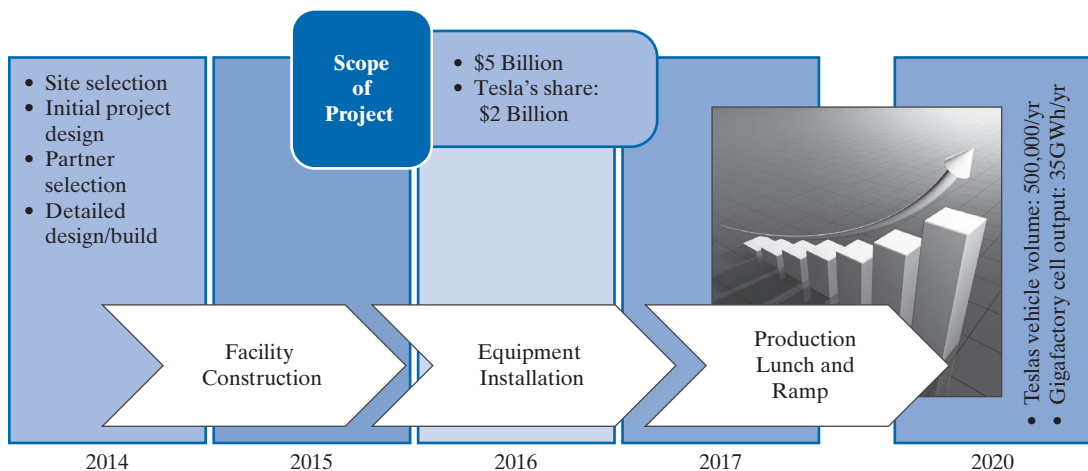 Scope
of
Project
• $5 Billion
• Tesla's share:
$2 Billion
• Site selection
• Initial project
design
• Partner
selection
• Detailed
design/build
Facility
Construction
Equipment
Installation
Production
Lunch and
Ramp
• Teslas vehicle volume: 500,000/yr
• Gigafactory cell output: 35GWh/yr
2014
2015
2016
2017
2020